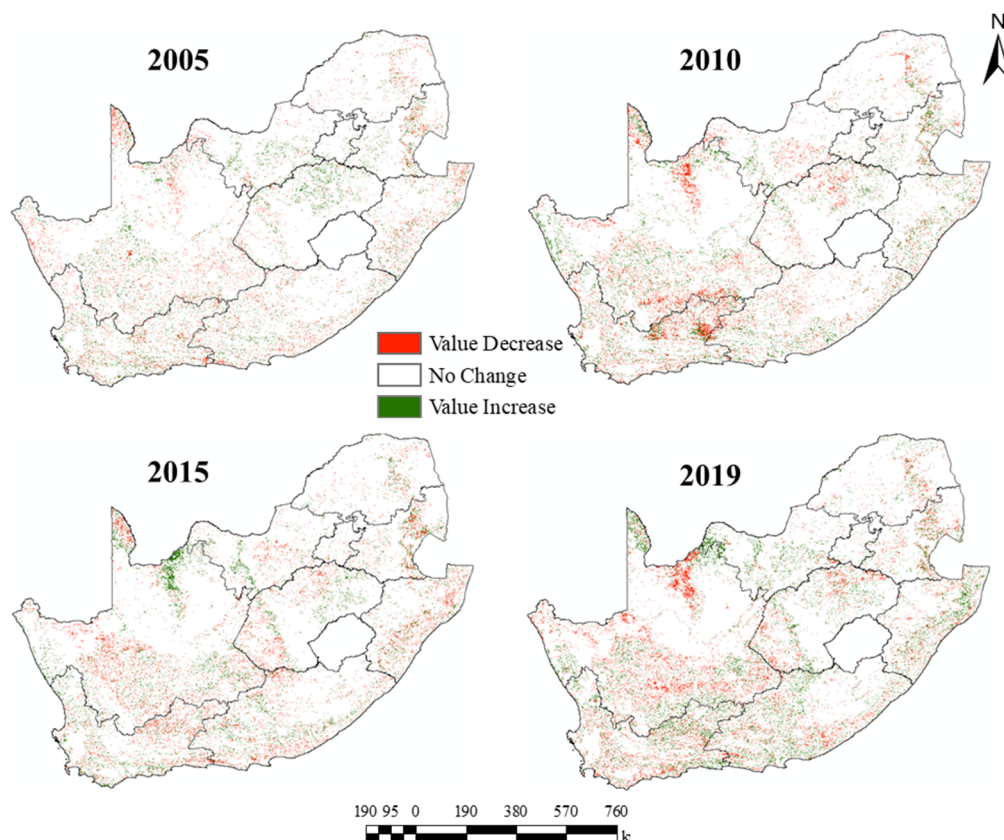 N
2005
2010
Value Decrease
No Change
Value Increase
2015
2019
190 95 0 190 380 570 760
k